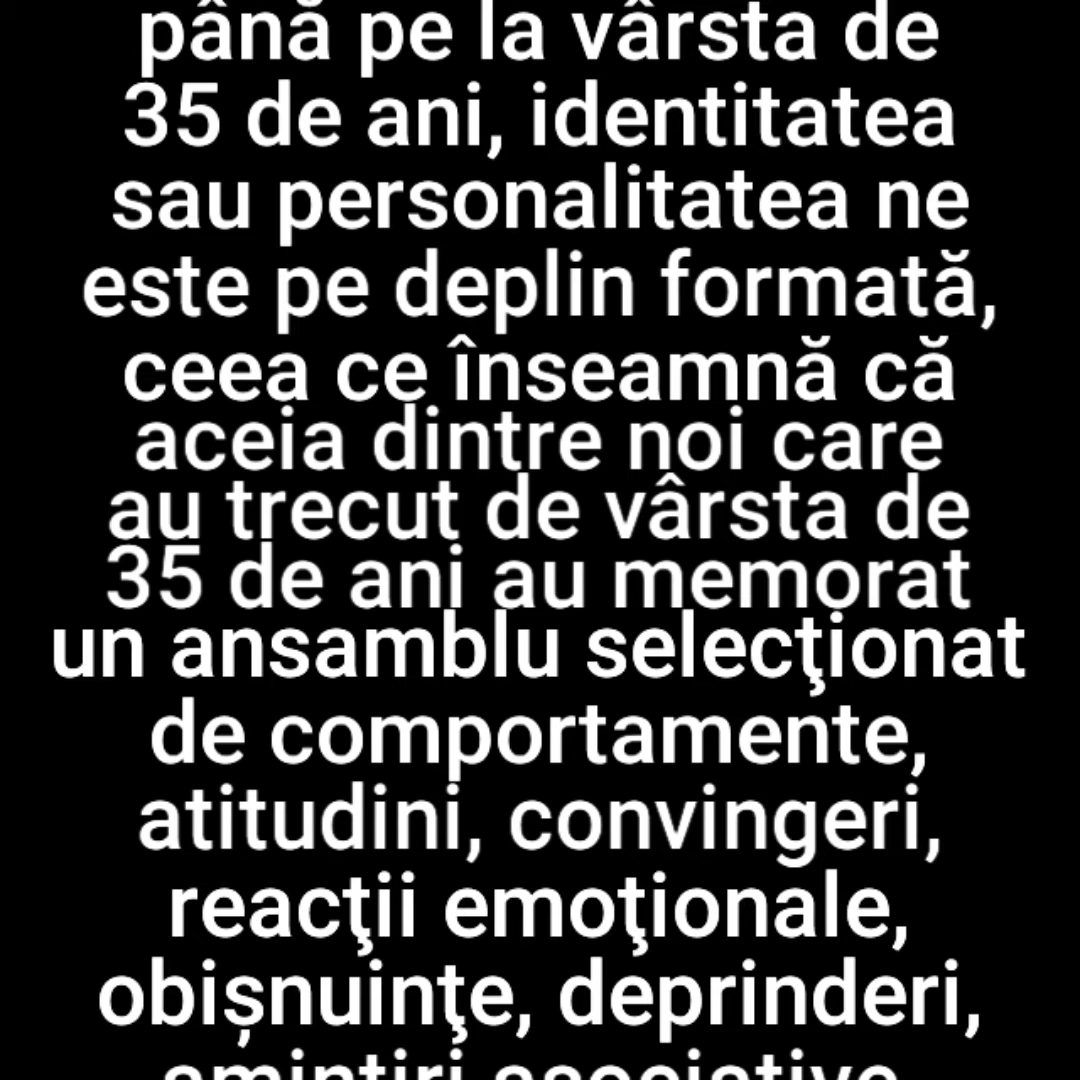 până pe la vârsta de
35 de ani, identitatea
sau personalitatea ne
este pe deplin formată,
ceea ce înseamnă că
aceia dintre noi care
au trecut de vârsta de
35 de ani au memorat
un ansamblu selecţionat
de comportamente,
atitudini, convingeri,
reacţii emoţionale,
obișnuinţe, deprinderi,
amintiri asociative